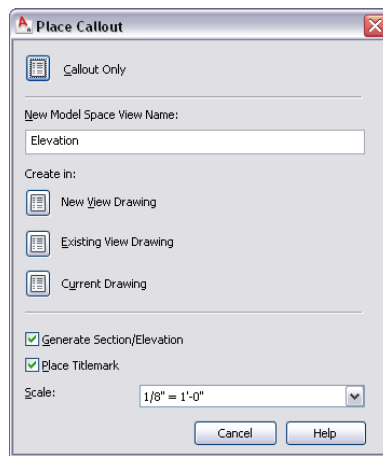 Place Callout
Callout Only
New Model Space View Name:
Elevation
Create in:
New View Drawing
Existing View Drawing
Current Drawing
Generate Section/Elevation
Place Titlemark
Scale:
1/8" = 1'-0"
Cancel
Help